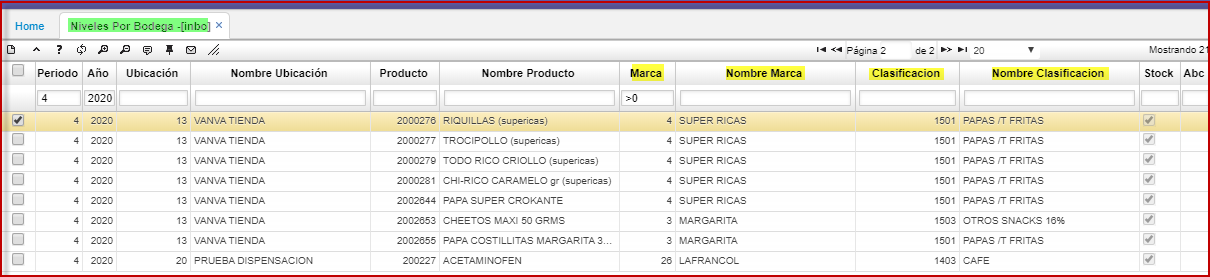 Home Niveles Por Bodega -[inbo] ×
? Página 2 de 2 20 Mostrando 21
Periodo Año Ubicación Nombre Ubicación Producto Nombre Producto Marca Nombre Marca Clasificacion Nombre Clasificacion Stock Abc
4 2020 >0
4 2020 13 VANVA TIENDA 2000276 RIQUILLAS (supericas) 4 SUPER RICAS 1501 PAPAS /T FRITAS
4 2020 13 VANVA TIENDA 2000277 TROCIPOLLO (supericas) 4 SUPER RICAS 1501 PAPAS /T FRITAS
4 2020 13 VANVA TIENDA 2000279 TODO RICO CRIOLLO (supericas) 4 SUPER RICAS 1501 PAPAS /T FRITAS
4 2020 13 VANVA TIENDA 2000281 CHI-RICO CARAMELO gr (supericas) 4 SUPER RICAS 1501 PAPAS /T FRITAS
4 2020 13 VANVA TIENDA 2002644 PAPA SUPER CROKANTE 4 SUPER RICAS 1501 PAPAS /T FRITAS
4 2020 13 VANVA TIENDA 2002653 CHEETOS MAXI 50 GRMS 3 MARGARITA 1503 OTROS SNACKS 16%
4 2020 13 VANVA TIENDA 2002655 PAPA COSTILLITAS MARGARITA 3... 3 MARGARITA 1501 PAPAS /T FRITAS
4 2020 20 PRUEBA DISPENSACION 200227 ACETAMINOFEN 26 LAFRANCOL 1403 CAFE